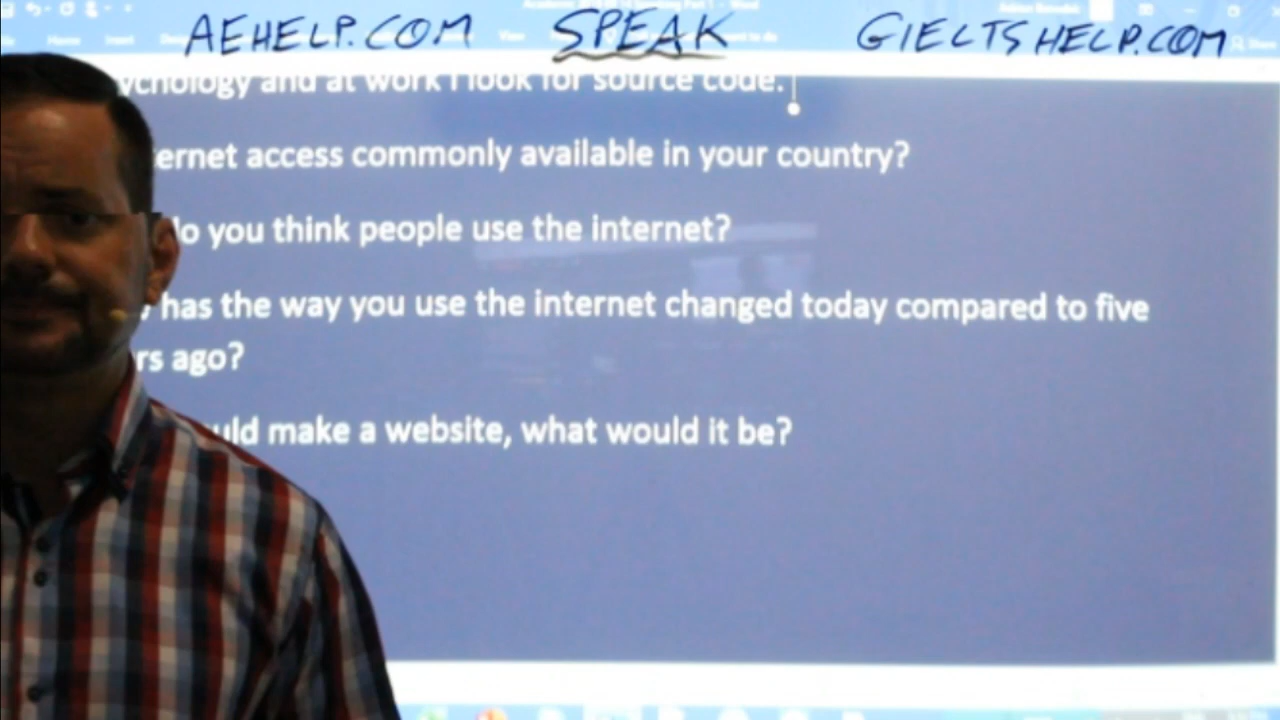 AEHELP.COM SPEAK GIELTSHELP.COM
ychology and at work I look for source code.
ernet access commonly available in your country?
do you think people use the internet?
has the way you use the internet changed today compared to five
rs ago?
uld make a website, what would it be?